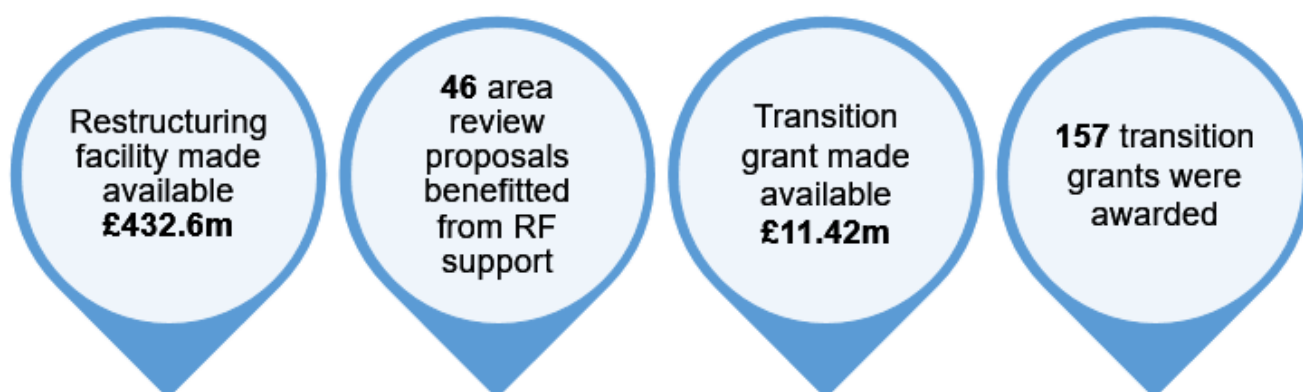 Restructuring
facility made
available
£432.6m
46 area
review
proposals
benefitted
from RF
support
Transition
grant made
available
£11.42m
157 transition
grants were
awarded